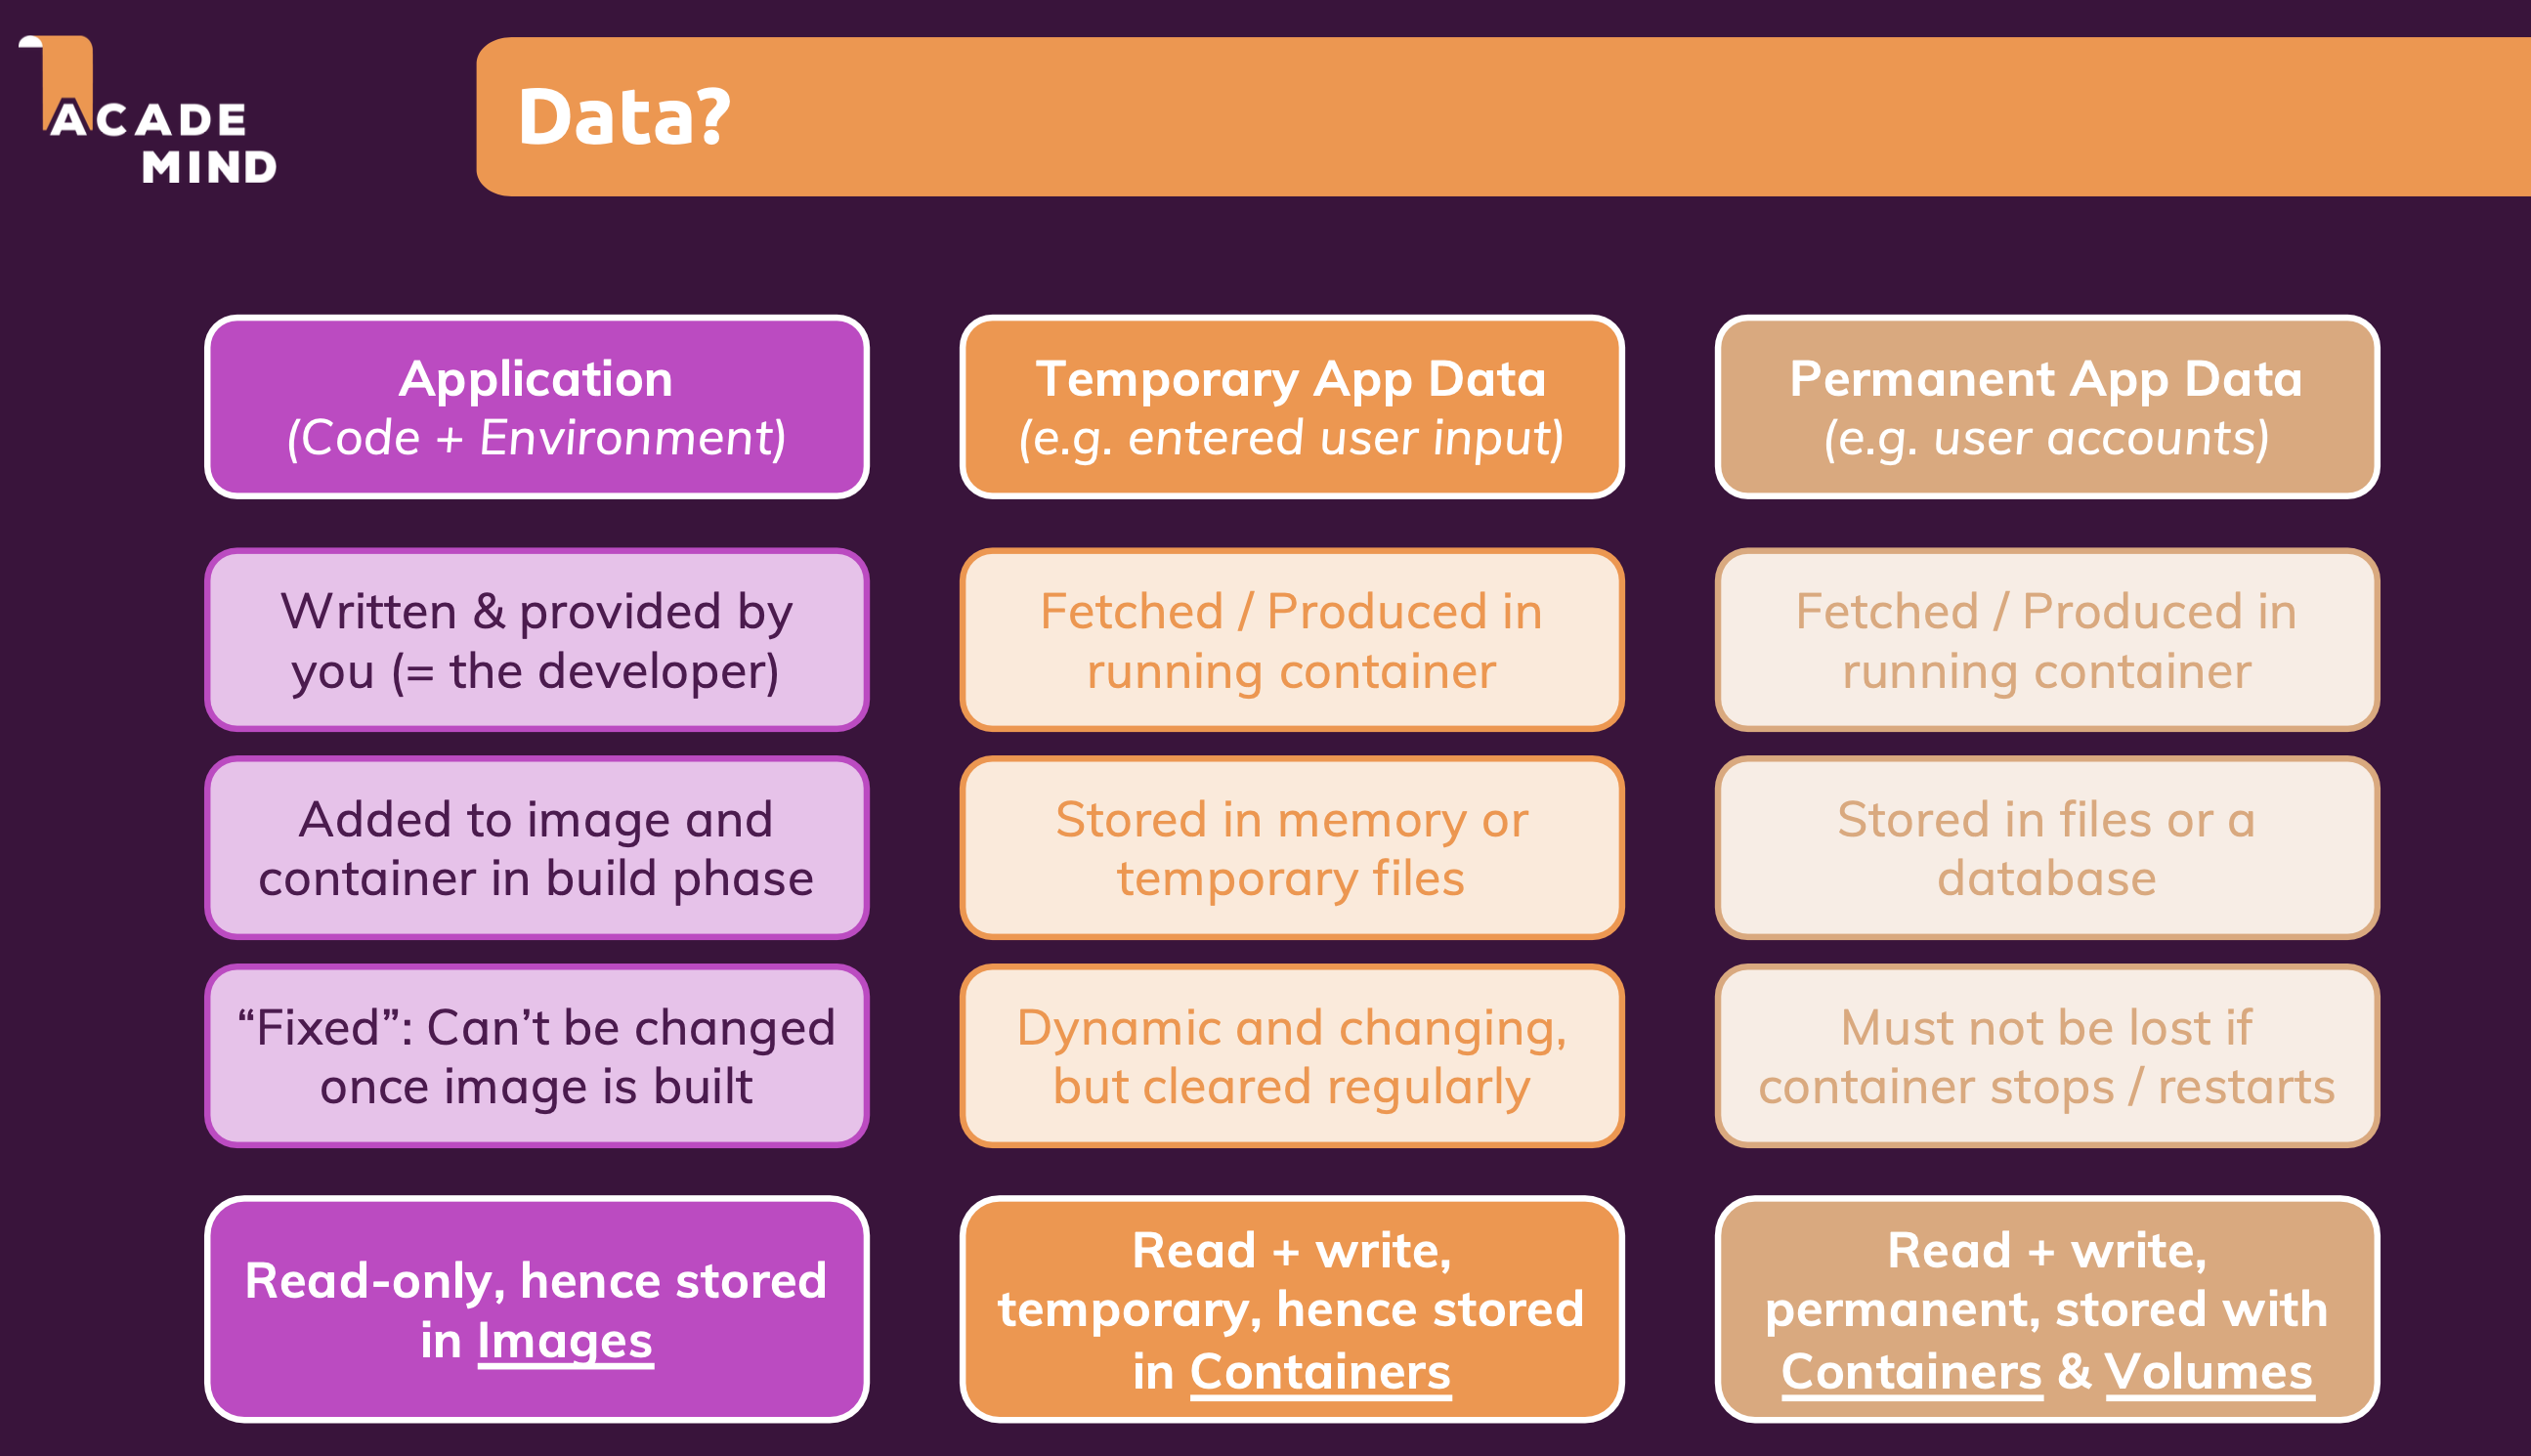 ACADE
MIND
Data?
Application
(Code + Environment)
Written & provided by
you (= the developer)
Added to image and
container in build phase
“Fixed”: Can’t be changed
once image is built
Read-only, hence stored
in Images
Temporary App Data
(e.g. entered user input)
Fetched / Produced in
running container
Stored in memory or
temporary files
Dynamic and changing,
but cleared regularly
Read + write,
temporary, hence stored
in Containers
Permanent App Data
(e.g. user accounts)
Fetched / Produced in
running container
Stored in files or a
database
Must not be lost if
container stops / restarts
Read + write,
permanent, stored with
Containers & Volumes